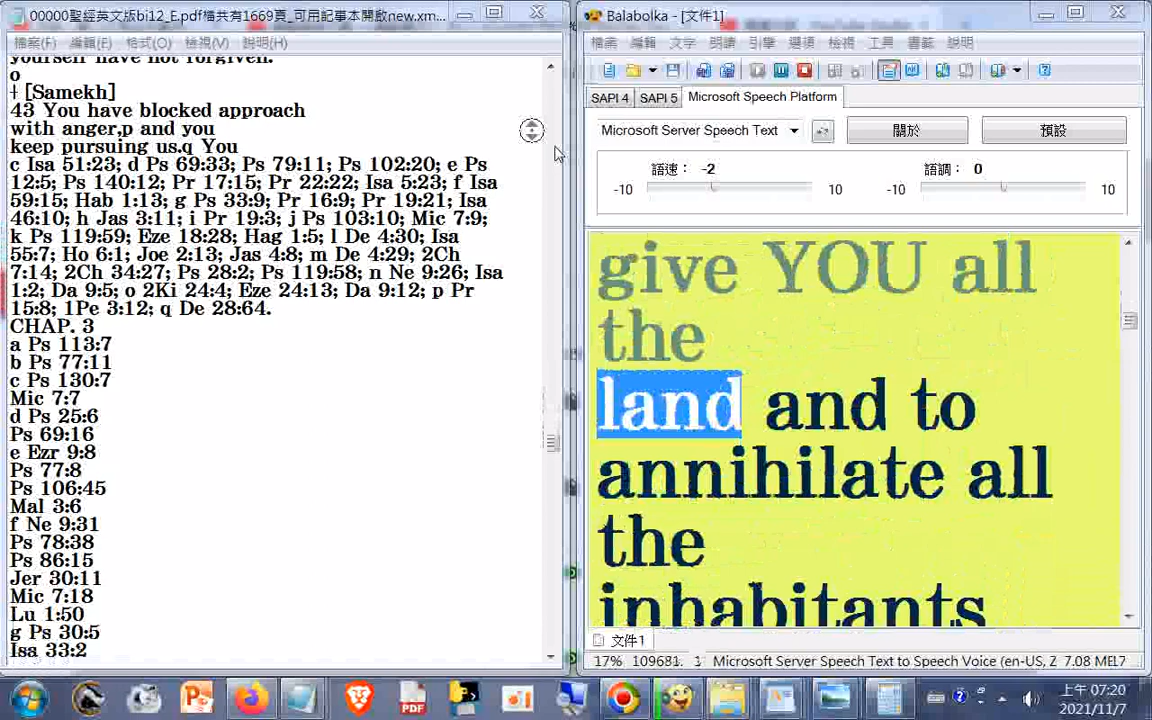 00000聖經英文版bi12_E.pdf檔共有1669頁_可用記事本開啟new.xm...
檔案(F) 編輯(E) 格式(O) 檢視(V) 說明(H)
yourself have not forgiven.
o
+ [Samekh]
43 You have blocked approach
with anger,p and you
keep pursuing us.q You
c Isa 51:23; d Ps 69:33; Ps 79:11; Ps 102:20; e Ps
12:5; Ps 140:12; Pr 17:15; Pr 22:22; Isa 5:23; f Isa
59:15; Hab 1:13; g Ps 33:9; Pr 16:9; Pr 19:21; Isa
46:10; h Jas 3:11; i Pr 19:3; j Ps 103:10; Mic 7:9;
k Ps 119:59; Eze 18:28; Hag 1:5; l De 4:30; Isa
55:7; Ho 6:1; Joe 2:13; Jas 4:8; m De 4:29; 2Ch
7:14; 2Ch 34:27; Ps 28:2; Ps 119:58; n Ne 9:26; Isa
1:2; Da 9:5; o 2Ki 24:4; Eze 24:13; Da 9:12; p Pr
15:8; 1Pe 3:12; q De 28:64.
CHAP. 3
a Ps 113:7
b Ps 77:11
c Ps 130:7
Mic 7:7
d Ps 25:6
Ps 69:16
e Ezr 9:8
Ps 77:8
Ps 106:45
Mal 3:6
f Ne 9:31
Ps 78:38
Ps 86:15
Jer 30:11
Mic 7:18
Lu 1:50
g Ps 30:5
Isa 33:2
Balabolka - [文件1]
檔案 編輯 文字 朗讀 引擎 選項 檢視 工具 書籤 說明
SAPI 4 SAPI 5 Microsoft Speech Platform
Microsoft Server Speech Text 關於 預設
語速: -2 語調: 0
-10 10 -10 10
give YOU all
the
land and to
annihilate all
the
inhabitants
文件1
17% 109681. 1 Microsoft Server Speech Text to Speech Voice (en-US, Z 7.08 MEL7
PDF
上午 07:20
2021/11/7